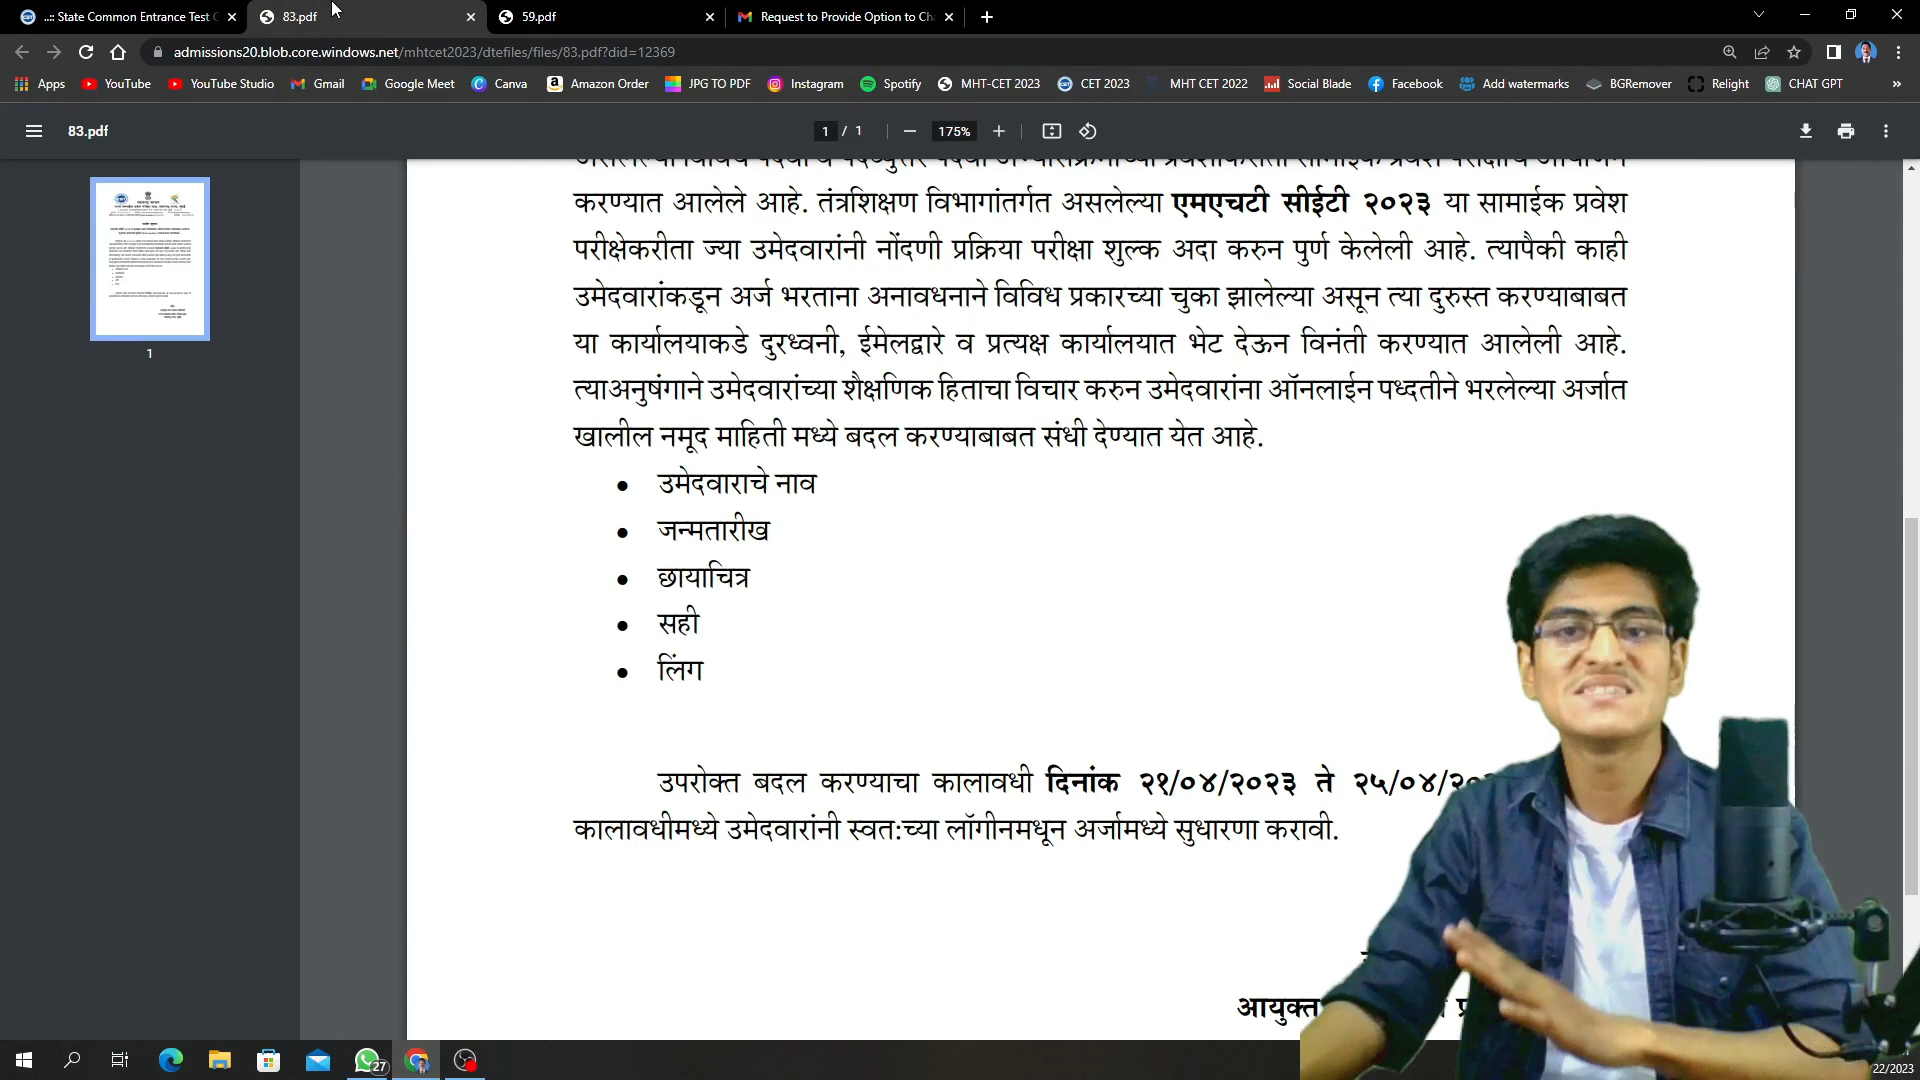 ..:: State Common Entrance Test C
83.pdf
59.pdf
Request to Provide Option to Ch
admissions20.blob.core.windows.net/mhtcet2023/dtefiles/files/83.pdf?did=12369
Apps YouTube YouTube Studio Gmail Google Meet Canva Amazon Order JPG TO PDF Instagram Spotify MHT-CET 2023 CET 2023 MHT CET 2022 Social Blade Facebook Add watermarks BGRemover Relight CHAT GPT »
83.pdf 1 / 1 175%
करण्यात आलेले आहे. तंत्रशिक्षण विभागांतर्गत असलेल्या एमएचटी सीईटी २०२३ या सामाईक प्रवेश
परीक्षेकरीता ज्या उमेदवारांनी नोंदणी प्रक्रिया परीक्षा शुल्क अदा करुन पुर्ण केलेली आहे. त्यापैकी काही
उमेदवारांकडून अर्ज भरताना अनावधनाने विविध प्रकारच्या चुका झालेल्या असून त्या दुरुस्त करण्याबाबत
या कार्यालयाकडे दुरध्वनी, ईमेलद्वारे व प्रत्यक्ष कार्यालयात भेट देऊन विनंती करण्यात आलेली आहे.
त्याअनुषंगाने उमेदवारांच्या शैक्षणिक हिताचा विचार करुन उमेदवारांना ऑनलाईन पध्दतीने भरलेल्या अर्जात
खालील नमूद माहिती मध्ये बदल करण्याबाबत संधी देण्यात येत आहे.
• उमेदवाराचे नाव
• जन्मतारीख
• छायाचित्र
• सही
• लिंग
उपरोक्त बदल करण्याचा कालावधी दिनांक २१/०४/२०२३ ते २५/०४/२०
कालावधीमध्ये उमेदवारांनी स्वत:च्या लॉगीनमधून अर्जामध्ये सुधारणा करावी.
आयुक्त
1
27
22/2023